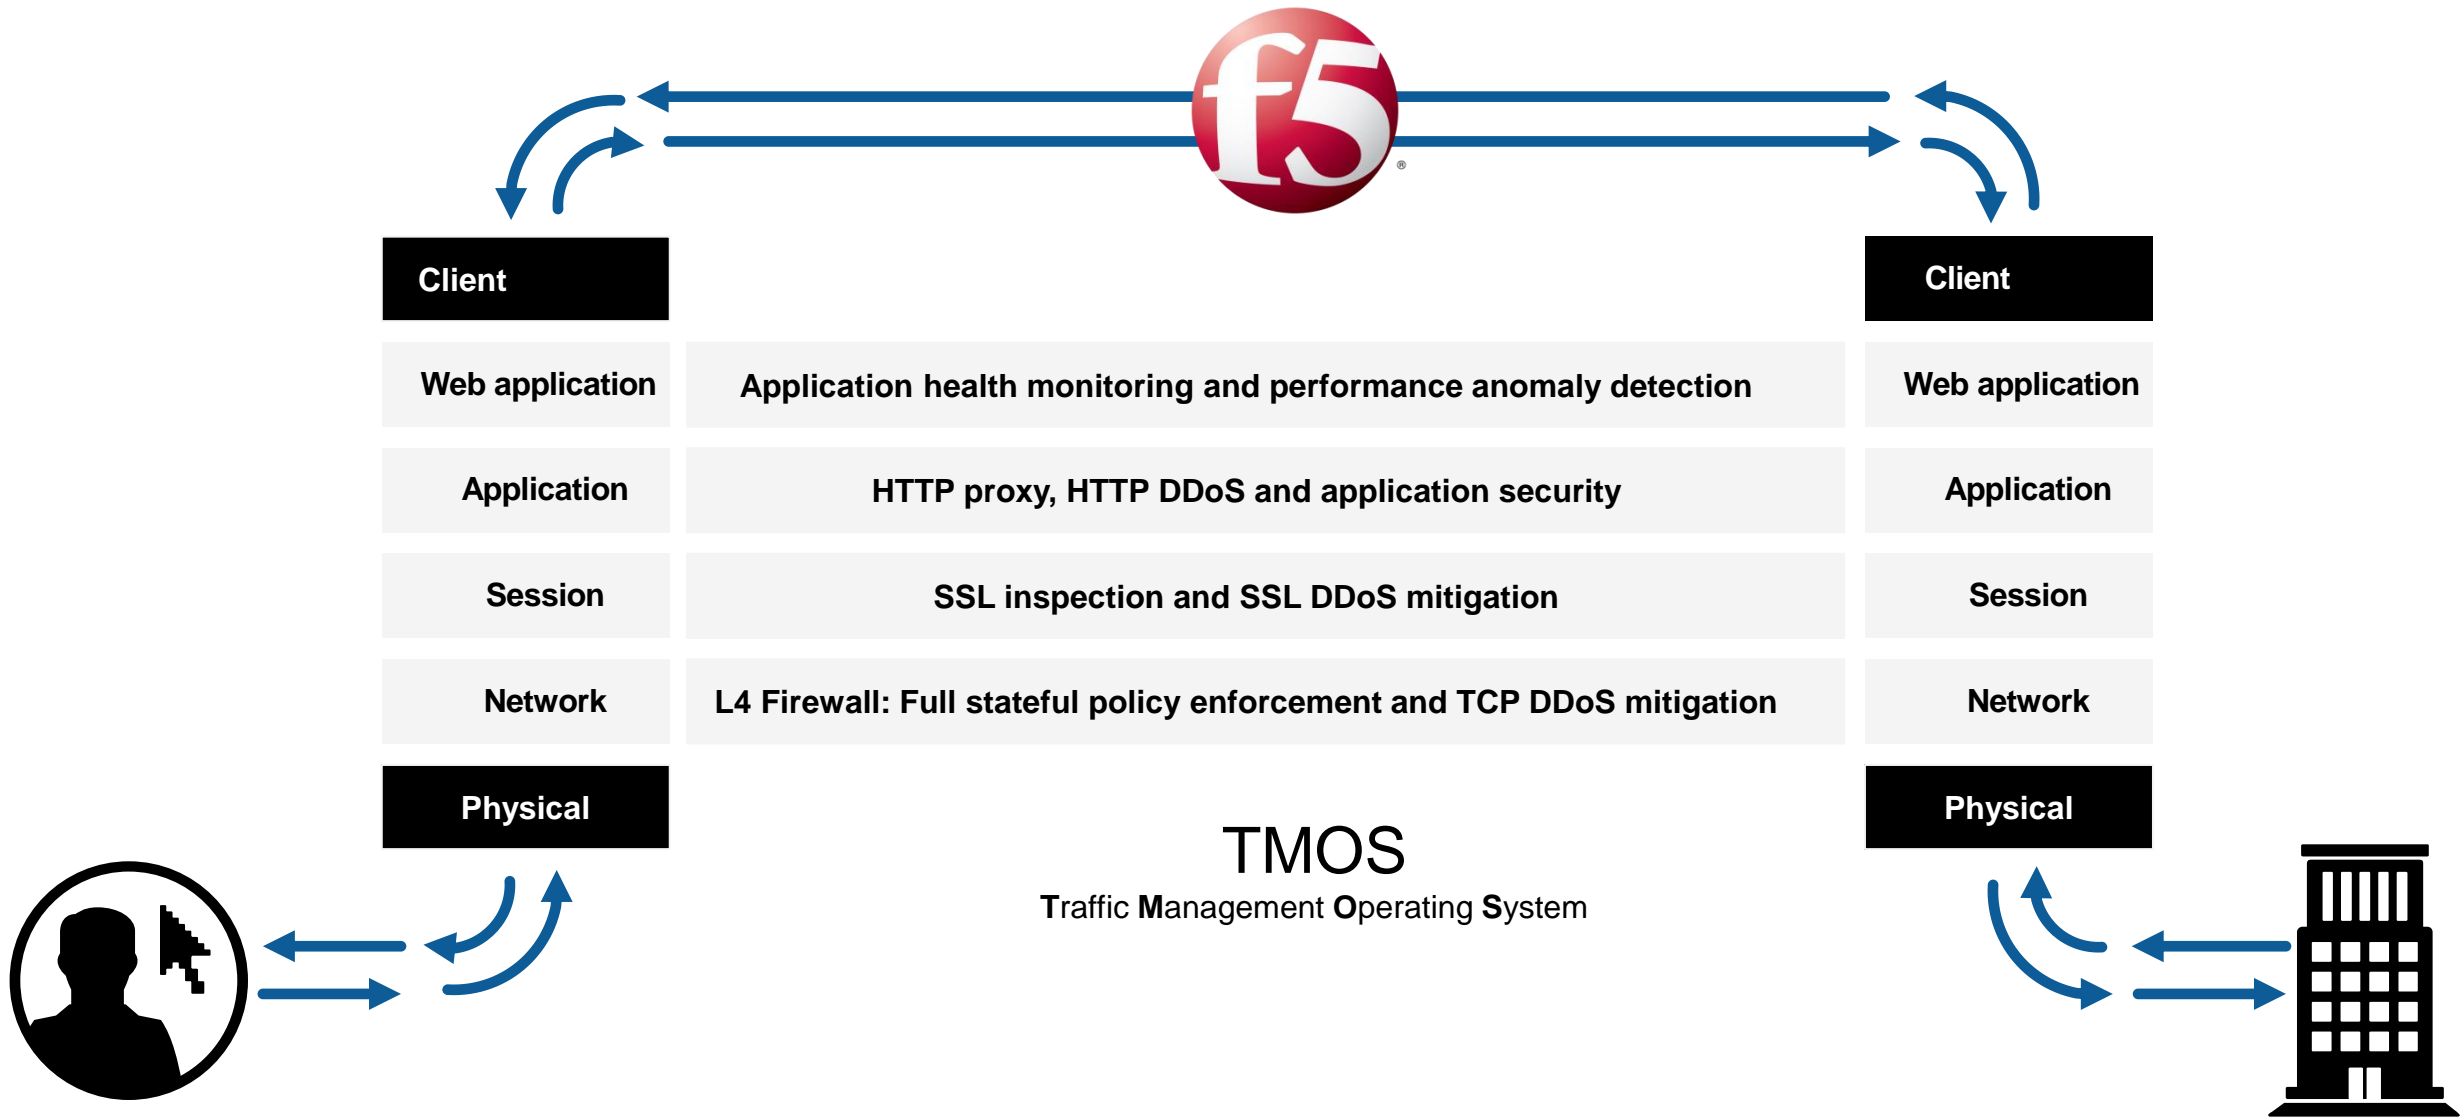 f5
®
Client
Client
Web application
Application health monitoring and performance anomaly detection
Web application
Application
HTTP proxy, HTTP DDoS and application security
Application
Session
SSL inspection and SSL DDoS mitigation
Session
Network
L4 Firewall: Full stateful policy enforcement and TCP DDoS mitigation
Network
Physical
Physical
TMOS
Traffic Management Operating System